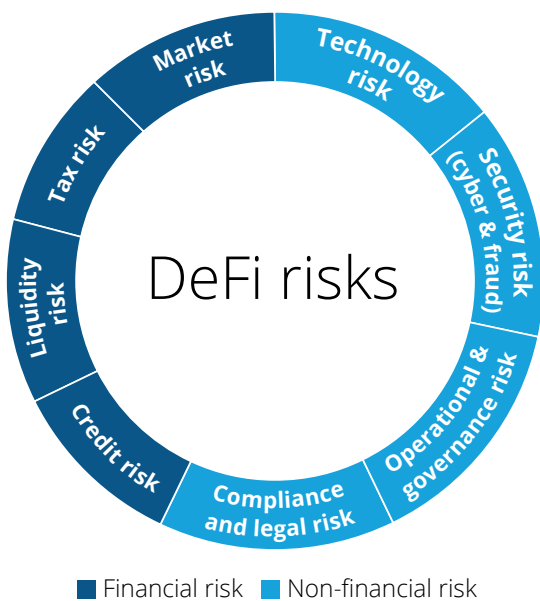 Market
risk
Technology
risk
Security risk
(cyber & fraud)
Operational &
governance risk
Compliance
and legal risk
Credit risk
Liquidity
risk
Tax risk
DeFi risks
Financial risk
Non-financial risk